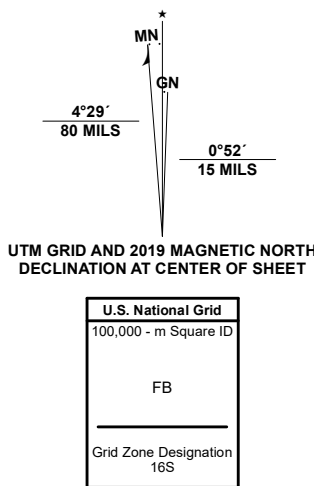 ★
MN
GN
4°29´
80 MILS
0°52´
15 MILS
UTM GRID AND 2019 MAGNETIC NORTH
DECLINATION AT CENTER OF SHEET
U.S. National Grid
100,000 - m Square ID
FB
Grid Zone Designation
16S